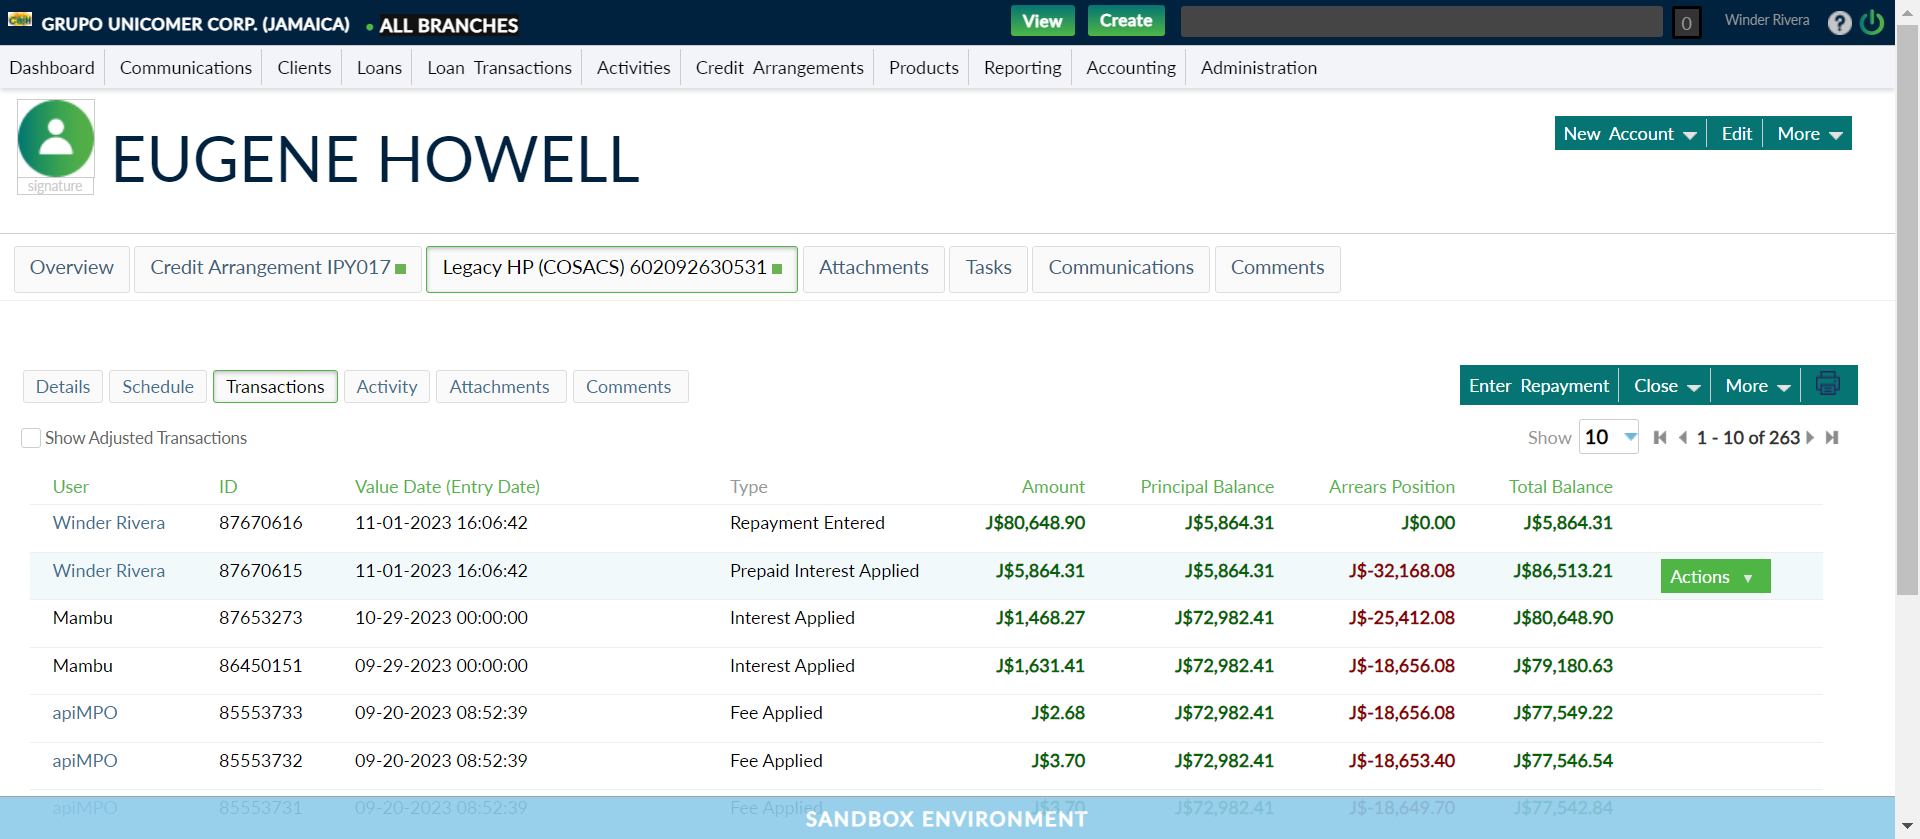 GRUPO UNICOMER CORP. (JAMAICA) • ALL BRANCHES View Create 0 Winder Rivera ?
Dashboard Communications Clients Loans Loan Transactions Activities Credit Arrangements Products Reporting Accounting Administration
EUGENE HOWELL
signature
New Account Edit More
Overview Credit Arrangement IPY017 Legacy HP (COSACS) 602092630531 Attachments Tasks Communications Comments
Details Schedule Transactions Activity Attachments Comments Enter Repayment Close More
Show Adjusted Transactions Show 10 1 - 10 of 263
User ID Value Date (Entry Date) Type Amount Principal Balance Arrears Position Total Balance
Winder Rivera 87670616 11-01-2023 16:06:42 Repayment Entered J$80,648.90 J$5,864.31 J$0.00 J$5,864.31
Winder Rivera 87670615 11-01-2023 16:06:42 Prepaid Interest Applied J$5,864.31 J$5,864.31 J$-32,168.08 J$86,513.21 Actions
Mambu 87653273 10-29-2023 00:00:00 Interest Applied J$1,468.27 J$72,982.41 J$-25,412.08 J$80,648.90
Mambu 86450151 09-29-2023 00:00:00 Interest Applied J$1,631.41 J$72,982.41 J$-18,656.08 J$79,180.63
apiMPO 85553733 09-20-2023 08:52:39 Fee Applied J$2.68 J$72,982.41 J$-18,656.08 J$77,549.22
apiMPO 85553732 09-20-2023 08:52:39 Fee Applied J$3.70 J$72,982.41 J$-18,653.40 J$77,546.54
apiMPO 85553731 09-20-2023 08:52:39 Fee Applied J$3.70 J$72,982.41 J$-18,649.70 J$77,542.84
SANDBOX ENVIRONMENT